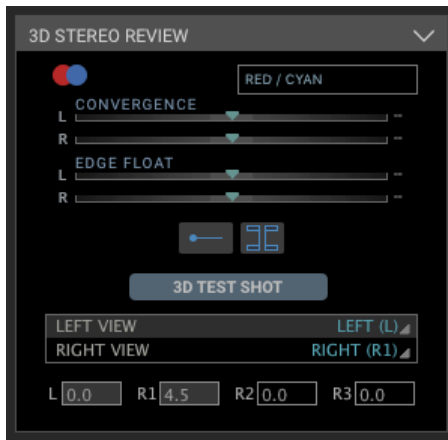 3D STEREO REVIEW
RED / CYAN
CONVERGENCE
L --
R --
EDGE FLOAT
L --
R --
3D TEST SHOT
LEFT VIEW LEFT (L)
RIGHT VIEW RIGHT (R1)
L 0.0 R1 4.5 R2 0.0 R3 0.0